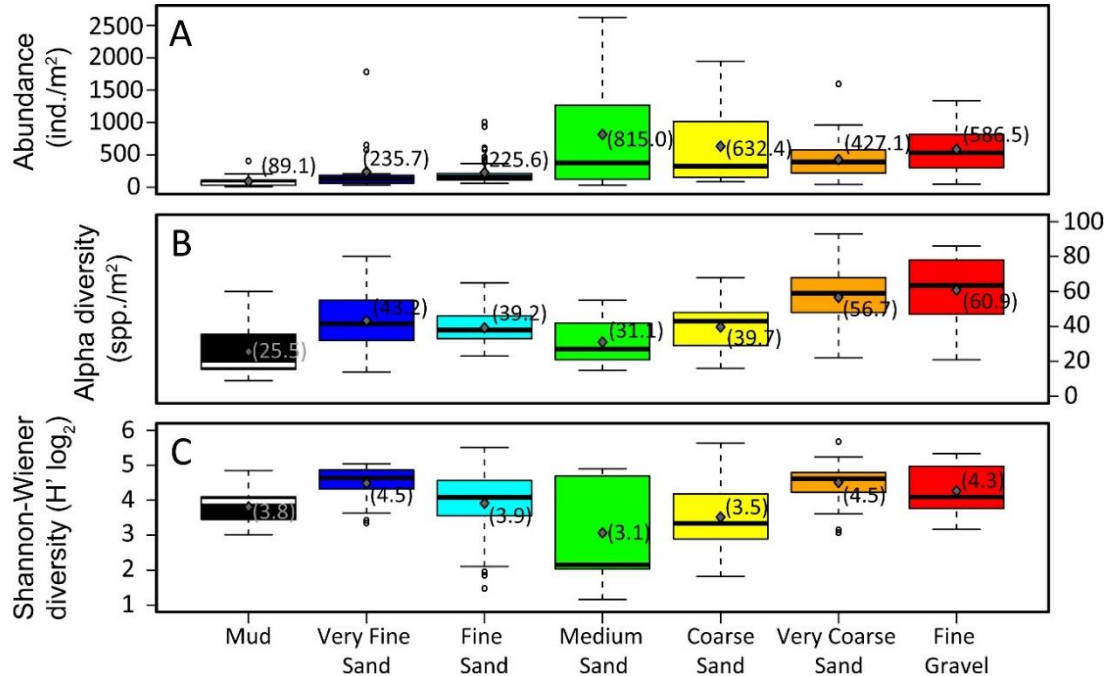 A
Abundance
(ind./m²)
2500
2000
1500
1000
500
0
(89.1)
(235.7)
(225.6)
(815.0)
(632.4)
(427.1)
(586.5)
B
Alpha diversity
(spp./m²)
100
80
60
40
20
0
(25.5)
(43.2)
(39.2)
(31.1)
(39.7)
(56.7)
(60.9)
C
Shannon-Wiener
diversity (H' log₂)
6
5
4
3
2
1
(3.8)
(4.5)
(3.9)
(3.1)
(3.5)
(4.5)
(4.3)
Mud
Very Fine
Sand
Fine
Sand
Medium
Sand
Coarse
Sand
Very Coarse
Sand
Fine
Gravel